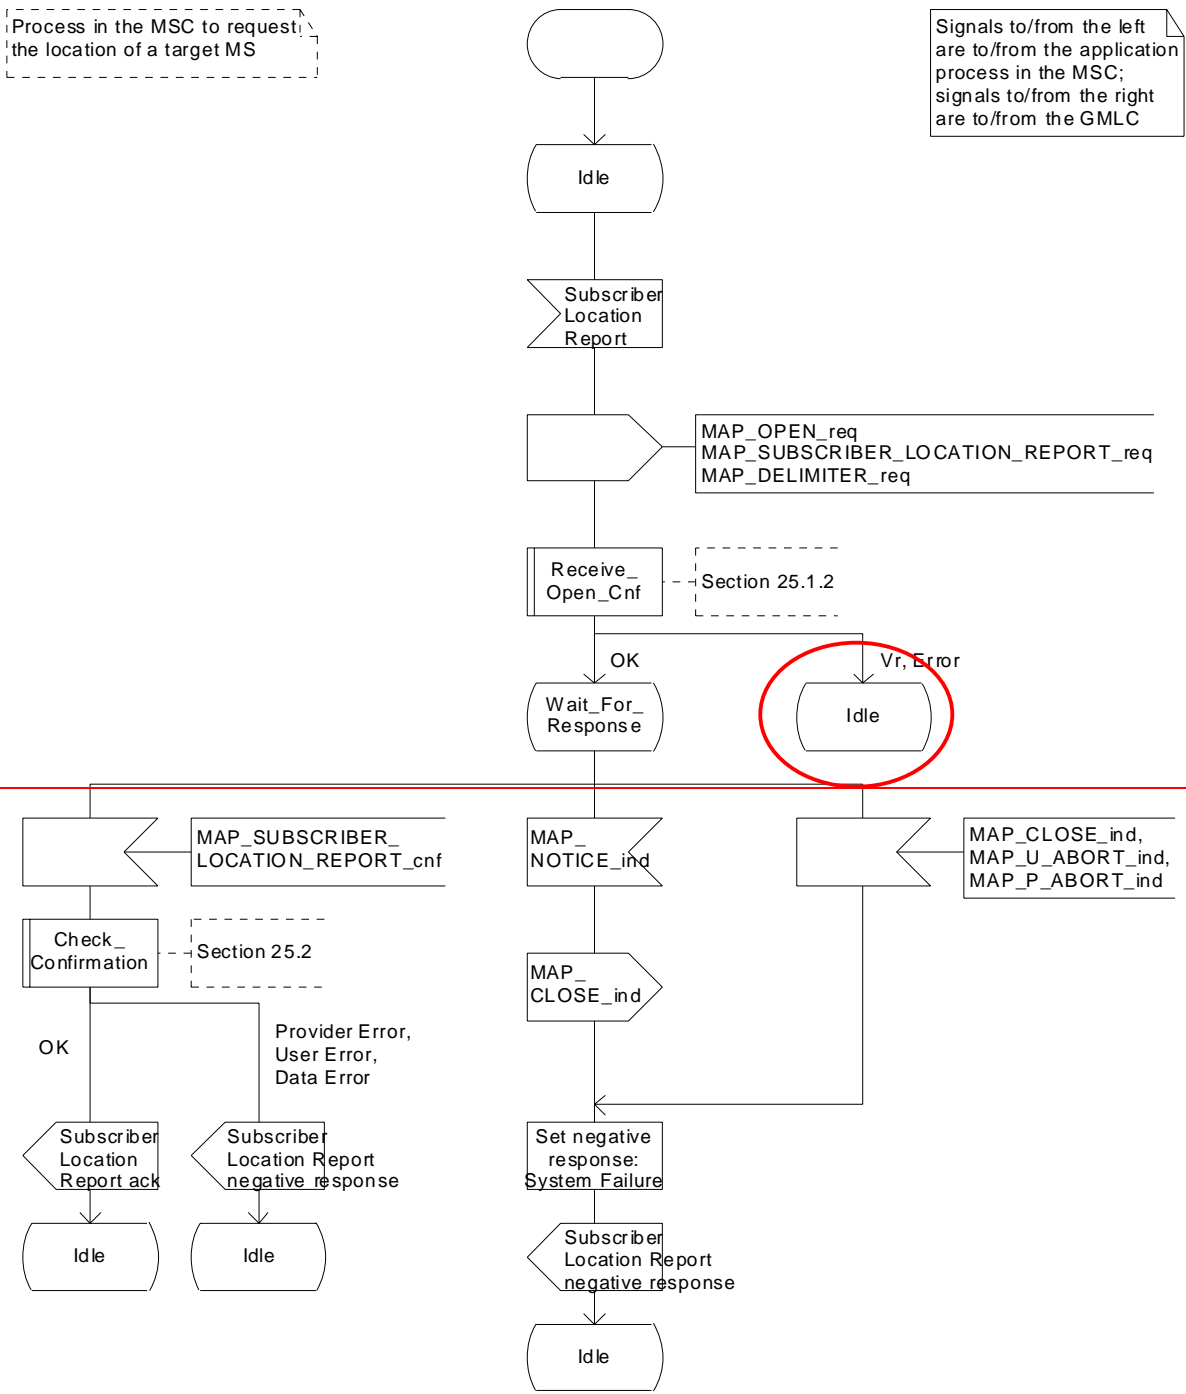 Process in the MSC to request
the location of a target MS
Signals to/from the left
are to/from the application
process in the MSC;
signals to/from the right
are to/from the GMLC
Idle
Subscriber
Location
Report
MAP_OPEN_req
MAP_SUBSCRIBER_LOCATION_REPORT_req
MAP_DELIMITER_req
Receive_
Open_Cnf
Section 25.1.2
OK
Vr, Error
Wait_For_
Response
Idle
MAP_SUBSCRIBER_
LOCATION_REPORT_cnf
MAP_
NOTICE_ind
MAP_CLOSE_ind,
MAP_U_ABORT_ind,
MAP_P_ABORT_ind
Check_
Confirmation
Section 25.2
MAP_
CLOSE_ind
OK
Provider Error,
User Error,
Data Error
Subscriber
Location
Report ack
Subscriber
Location Report
negative response
Set negative
response:
System Failure
Idle
Idle
Subscriber
Location Report
negative response
Idle